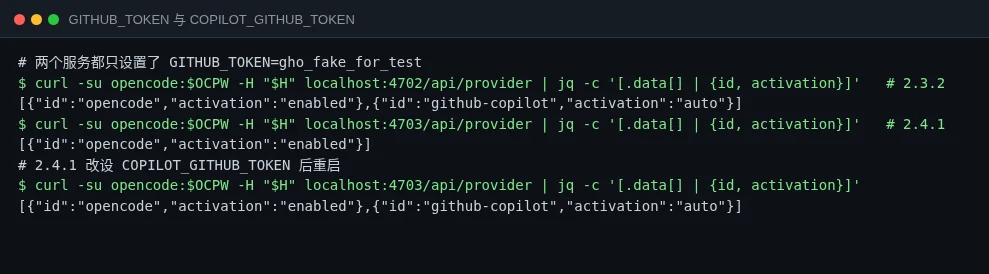 GITHUB_TOKEN 与 COPILOT_GITHUB_TOKEN
# 两个服务都只设置了 GITHUB_TOKEN=gho_fake_for_test
$ curl -su opencode:$OCPW -H "$H" localhost:4702/api/provider | jq -c '[.data[] | {id, activation}]'   # 2.3.2
[{"id":"opencode","activation":"enabled"},{"id":"github-copilot","activation":"auto"}]
$ curl -su opencode:$OCPW -H "$H" localhost:4703/api/provider | jq -c '[.data[] | {id, activation}]'   # 2.4.1
[{"id":"opencode","activation":"enabled"}]
# 2.4.1 改设 COPILOT_GITHUB_TOKEN 后重启
$ curl -su opencode:$OCPW -H "$H" localhost:4703/api/provider | jq -c '[.data[] | {id, activation}]'
[{"id":"opencode","activation":"enabled"},{"id":"github-copilot","activation":"auto"}]